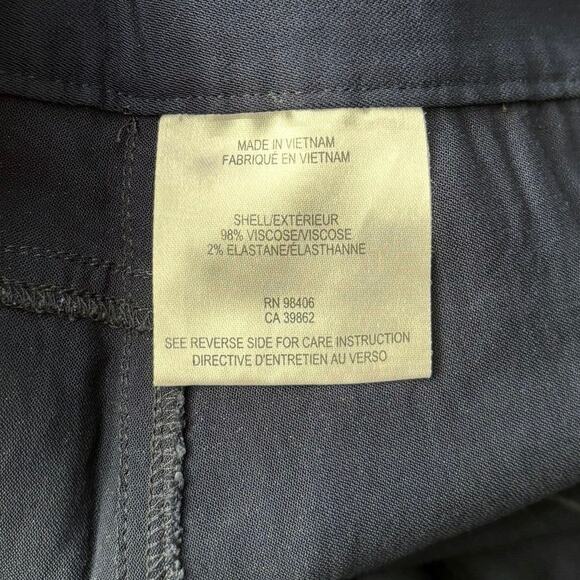 MADE IN VIETNAM
FABRIQUÉ EN VIETNAM
SHELL/EXTÉRIEUR
98% VISCOSE/VISCOSE
2% ELASTANE/ÉLASTHANNE
RN 98406
CA 39862
SEE REVERSE SIDE FOR CARE INSTRUCTION
DIRECTIVE D'ENTRETIEN AU VERSO